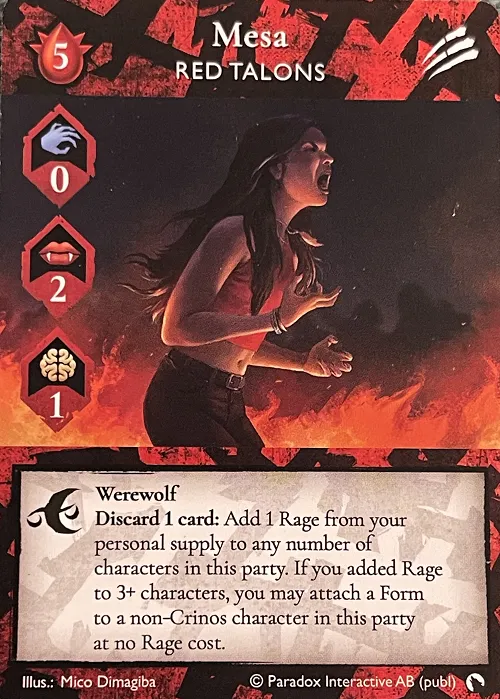 5
Mesa
RED TALONS
0
2
1
Werewolf
Discard 1 card: Add 1 Rage from your
personal supply to any number of
characters in this party. If you added Rage
to 3+ characters, you may attach a Form
to a non-Crinos character in this party
at no Rage cost.
Illus.: Mico Dimagiba
© Paradox Interactive AB (publ)